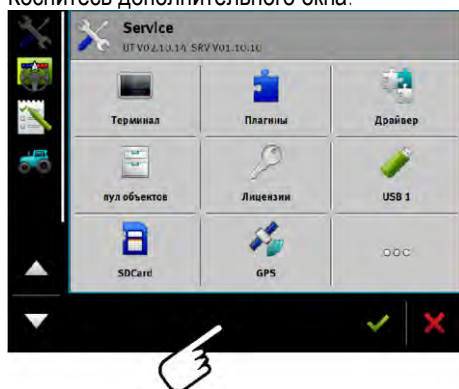 Коснитесь дополнительного окна.
Service
UT V02.10.14 SRV V01.10.10
Терминал
Плагины
Драйвер
пул объектов
Лицензии
USB 1
SDCard
GPS